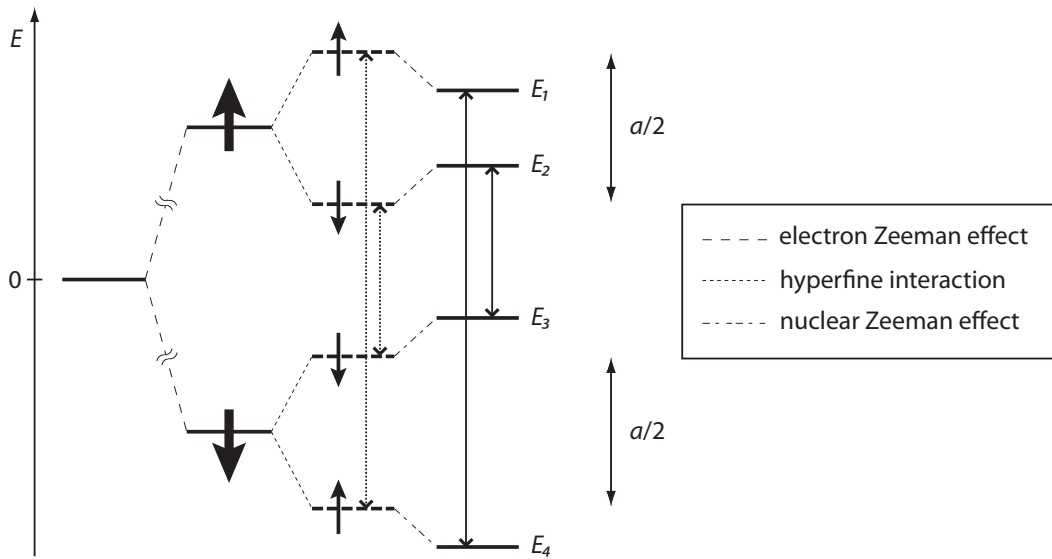 E
E₁
a/2
E₂
electron Zeeman effect
0
hyperfine interaction
E₃
nuclear Zeeman effect
a/2
E₄